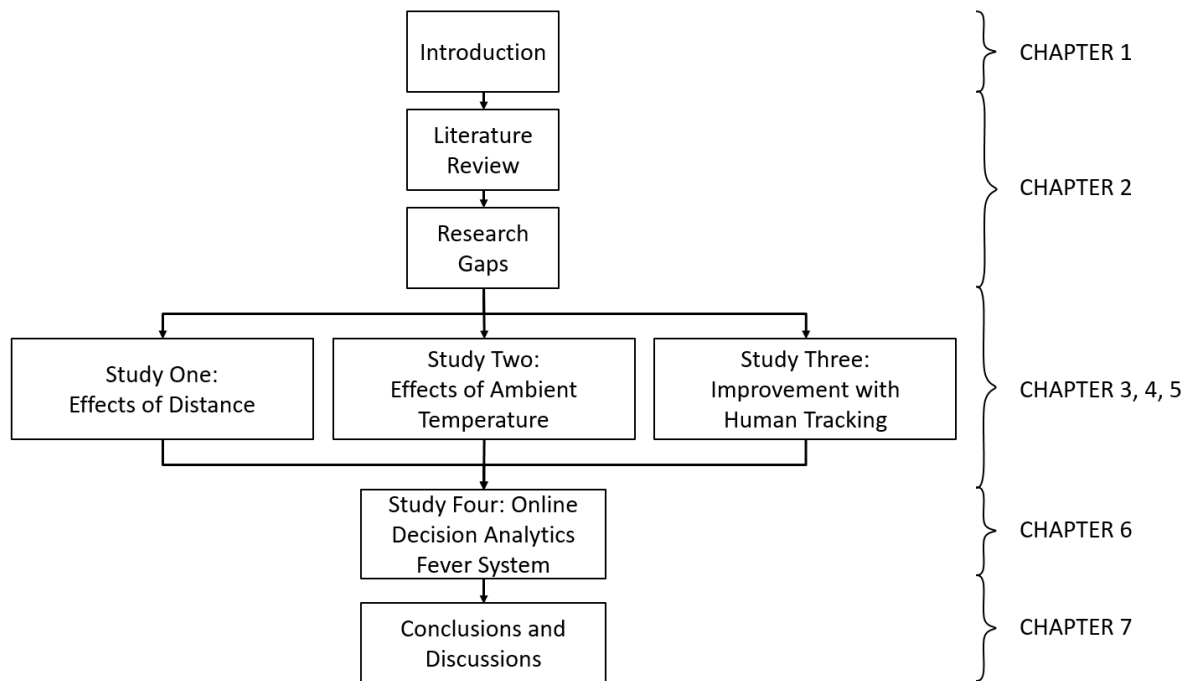 Introduction
CHAPTER 1
Literature
Review
CHAPTER 2
Research
Gaps
Study One:
Effects of Distance
Study Two:
Effects of Ambient
Temperature
Study Three:
Improvement with
Human Tracking
CHAPTER 3, 4, 5
Study Four: Online
Decision Analytics
Fever System
CHAPTER 6
Conclusions and
Discussions
CHAPTER 7